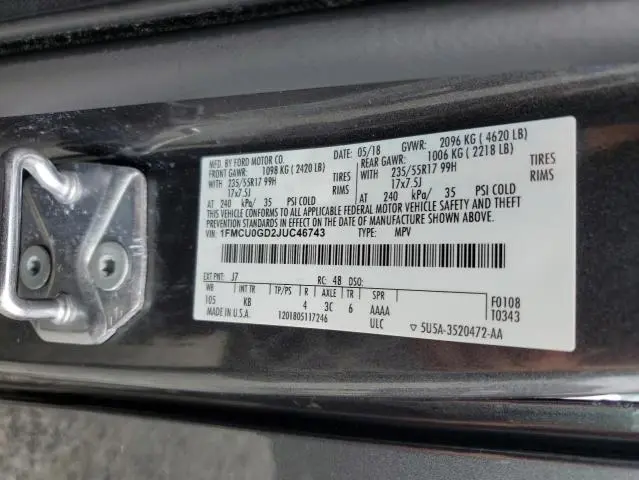 MFD. BY FORD MOTOR CO.
05/18 GVWR: 2096 KG ( 4620 LB)
FRONT GAWR: 1098 KG ( 2420 LB)
REAR GAWR: 1006 KG ( 2218 LB)
WITH 235/55R17 99H TIRES
17x7.5J RIMS
AT 240 kPa/ 35 PSI COLD
WITH 235/55R17 99H TIRES
17x7.5J RIMS
AT 240 kPa/ 35 PSI COLD
THIS VEHICLE CONFORMS TO ALL APPLICABLE FEDERAL MOTOR VEHICLE SAFETY AND THEFT
PREVENTION STANDARDS IN EFFECT ON THE DATE OF MANUFACTURE SHOWN ABOVE.
VIN: 1FMCU0GD2JUC46743 TYPE: MPV
EXT PNT: J7 RC: 48 DSO:
WB INT TR TP/PS R AXLE TR SPR
105 KB 4 3C 6 AAAA
MADE IN U.S.A. 1201805117246 ULC
F0108
T0343
▽ 5U5A-3520472-AA